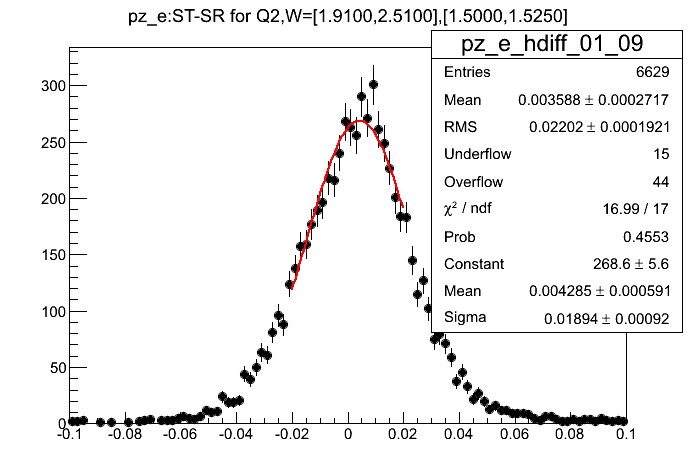 pz_e:ST-SR for Q2,W=[1.9100,2.5100],[1.5000,1.5250]
pz_e_hdiff_01_09
Entries 6629
Mean 0.003588 ± 0.0002717
RMS 0.02202 ± 0.0001921
Underflow 15
Overflow 44
χ² / ndf 16.99 / 17
Prob 0.4553
Constant 268.6 ± 5.6
Mean 0.004285 ± 0.000591
Sigma 0.01894 ± 0.00092
300
250
200
150
100
50
0
-0.1 -0.08 -0.06 -0.04 -0.02 0 0.02 0.04 0.06 0.08 0.1